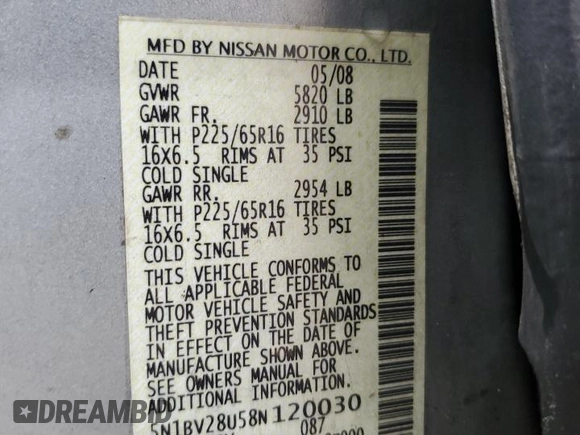 MFD BY NISSAN MOTOR CO., LTD.
DATE 05/08
GVWR 5820 LB
GAWR FR. 2910 LB
WITH P225/65R16 TIRES
16X6.5 RIMS AT 35 PSI
COLD SINGLE
GAWR RR. 2954 LB
WITH P225/65R16 TIRES
16X6.5 RIMS AT 35 PSI
COLD SINGLE
THIS VEHICLE CONFORMS TO
ALL APPLICABLE FEDERAL
MOTOR VEHICLE SAFETY AND
THEFT PREVENTION STANDARDS
IN EFFECT ON THE DATE OF
MANUFACTURE SHOWN ABOVE.
SEE OWNERS MANUAL FOR
ADDITIONAL INFORMATION.
5N1BV28U58N120030
087
DREAMBID
UNITED STATES